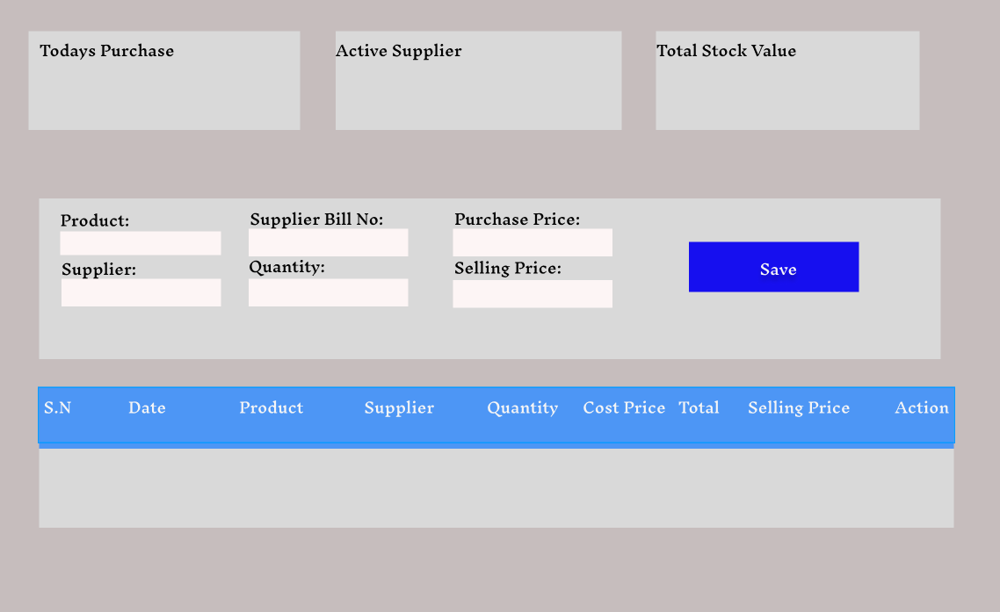 Todays Purchase
Active Supplier
Total Stock Value
Product:
Supplier Bill No:
Purchase Price:
Supplier:
Quantity:
Selling Price:
Save
S.N Date Product Supplier Quantity Cost Price Total Selling Price Action